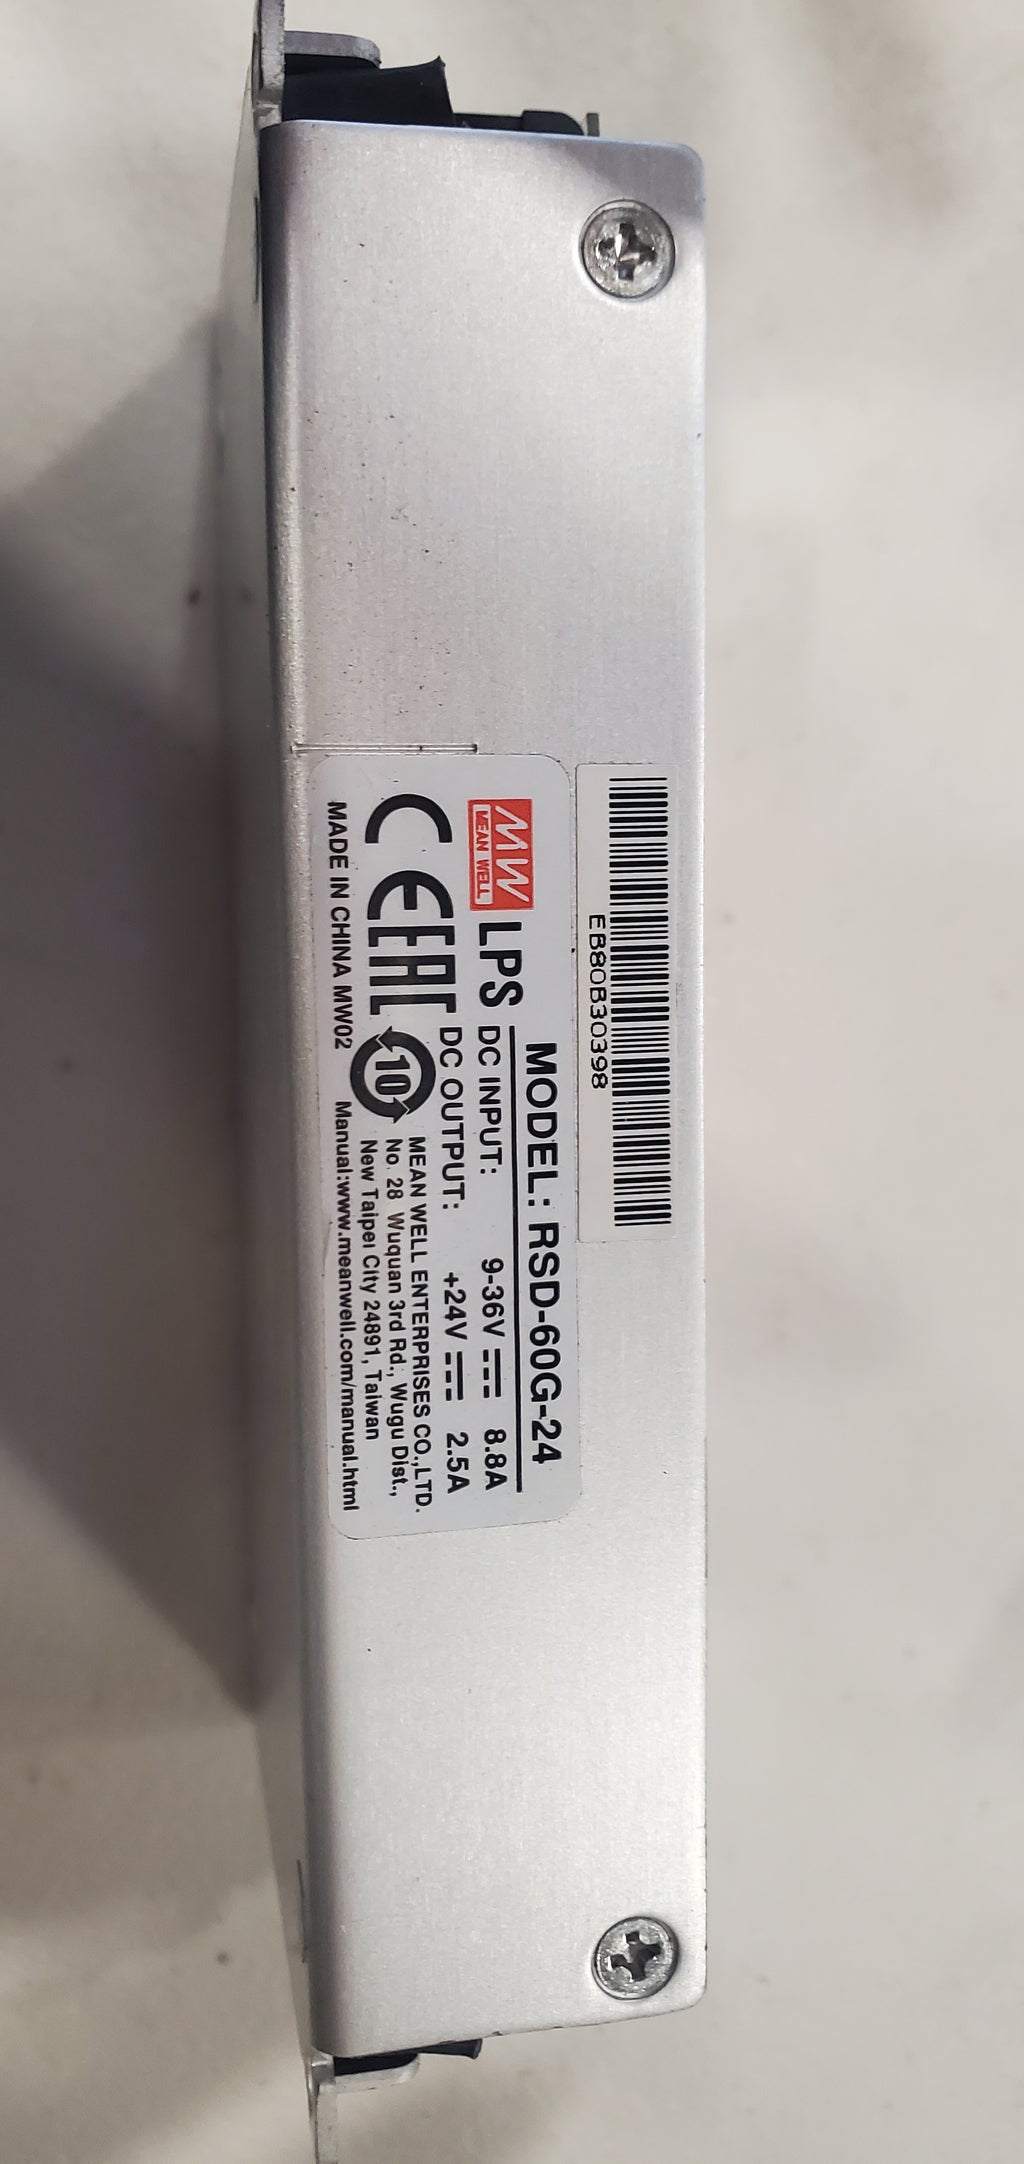 EB80B30398
MW
MEAN WELL
LPS
MODEL: RSD-60G-24
DC INPUT: 9-36V 8.8A
DC OUTPUT: +24V 2.5A
CE EAC 10
MEAN WELL ENTERPRISES CO.,LTD.
No. 28 Wuquan 3rd Rd., Wugu Dist.,
New Taipei City 24891, Taiwan
MADE IN CHINA MW02 Manual:www.meanwell.com/manual.html